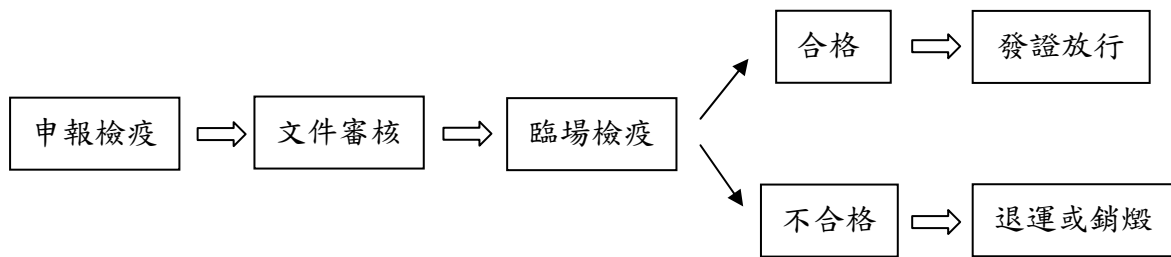 合格
發證放行
申報檢疫
文件審核
臨場檢疫
不合格
退運或銷燬